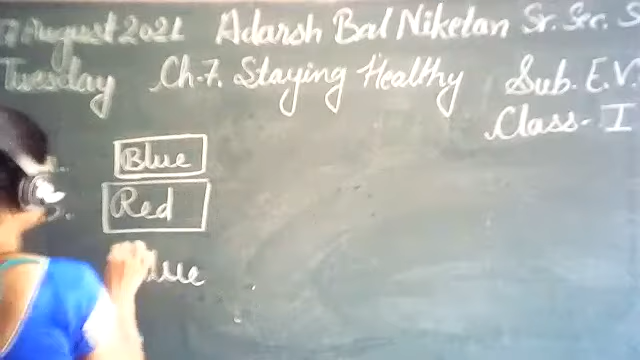 August 2021 Adarsh Bal Niketan Sr. Sec. S
Tuesday Ch-7. Staying Healthy Sub. E.V.
Class-I
Blue
Red